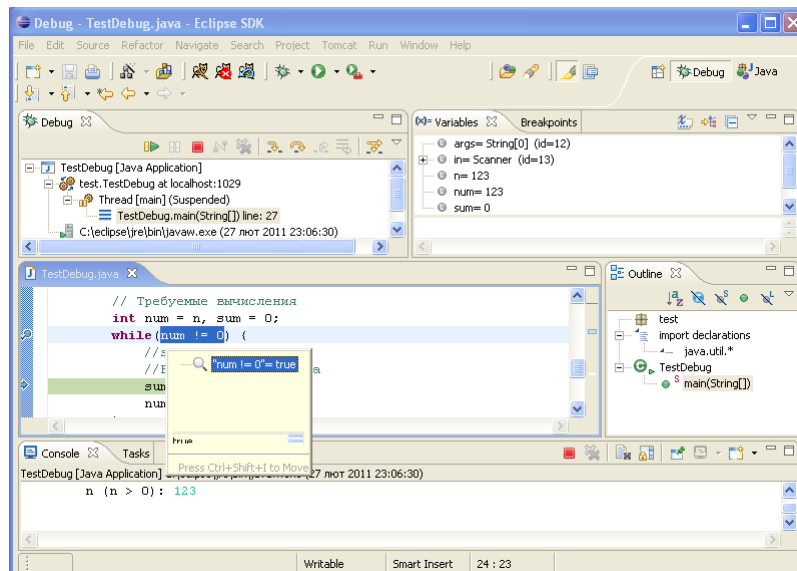 Debug - TestDebug.java - Eclipse SDK
File Edit Source Refactor Navigate Search Project Tomcat Run Window Help
Debug Java
Debug
TestDebug [Java Application]
test.TestDebug at localhost:1029
Thread [main] (Suspended)
TestDebug.main(String[]) line: 27
C:\eclipse\jre\bin\javaw.exe (27 лют 2011 23:06:30)
(x)= Variables Breakpoints
args= String[0] (id=12)
in= Scanner (id=13)
n= 123
num= 123
sum= 0
TestDebug.java
// Требуемые вычисления
int num = n, sum = 0;
while(num != 0) {
"num != 0"= true
sum
num
true
Press Ctrl+Shift+I to Move
Outline
test
import declarations
java.util.*
TestDebug
main(String[])
Console Tasks
TestDebug [Java Application] (27 лют 2011 23:06:30)
n (n > 0): 123
Writable Smart Insert 24 : 23